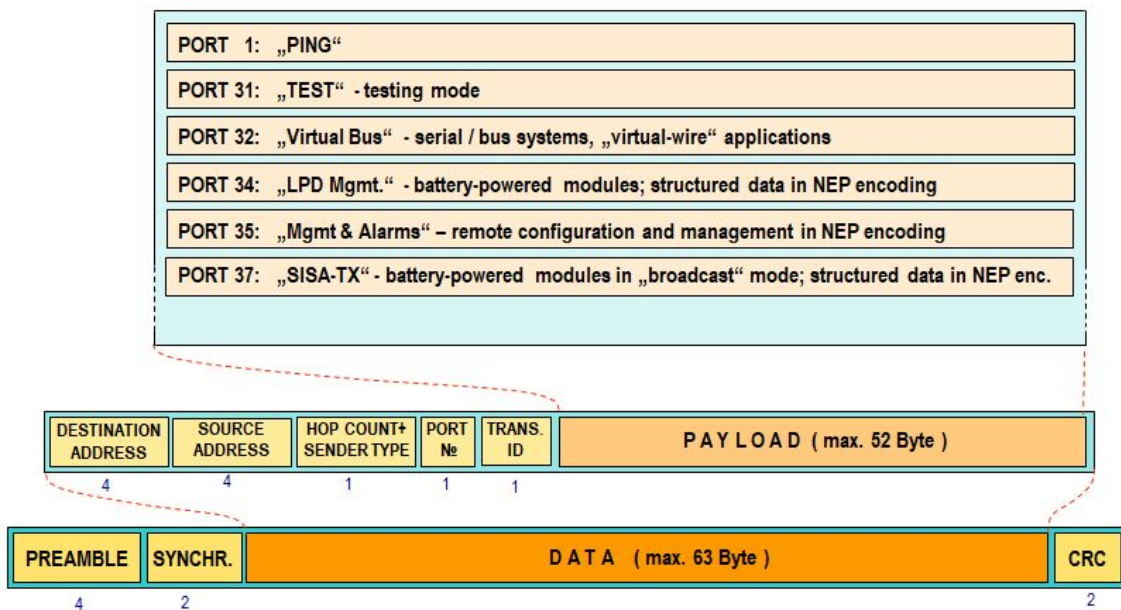 PORT 1: „PING“
PORT 31: „TEST“ - testing mode
PORT 32: „Virtual Bus“ - serial / bus systems, „virtual-wire“ applications
PORT 34: „LPD Mgmt.“ - battery-powered modules; structured data in NEP encoding
PORT 35: „Mgmt & Alarms“ – remote configuration and management in NEP encoding
PORT 37: „SISA-TX“ - battery-powered modules in „broadcast“ mode; structured data in NEP enc.
DESTINATION
ADDRESS
SOURCE
ADDRESS
HOP COUNT+
SENDER TYPE
PORT
№
TRANS.
ID
PAYLOAD ( max. 52 Byte )
4
4
1
1
1
PREAMBLE
SYNCHR.
DATA ( max. 63 Byte )
CRC
4
2
2